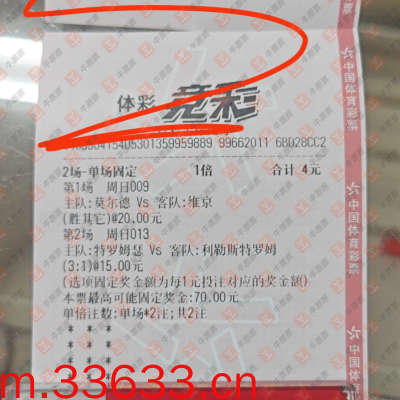 体彩 竞彩
99662011 6B028CC2
2场-单场固定 1倍 合计 4元
第1场 周日009
主队:莫尔德 Vs 客队:维京
(胜其它)@20.00元
第2场 周日013
主队:特罗姆瑟 Vs 客队:利勒斯特罗姆
(3:1)@15.00元
(选项固定奖金额为每1元投注对应的奖金额)
本票最高可能固定奖金:70.00元
单倍注数:单场*2注;共2注
* * *
* * *
* * *
* * *
中国体育彩票
中国体育彩票
m.33633.cn